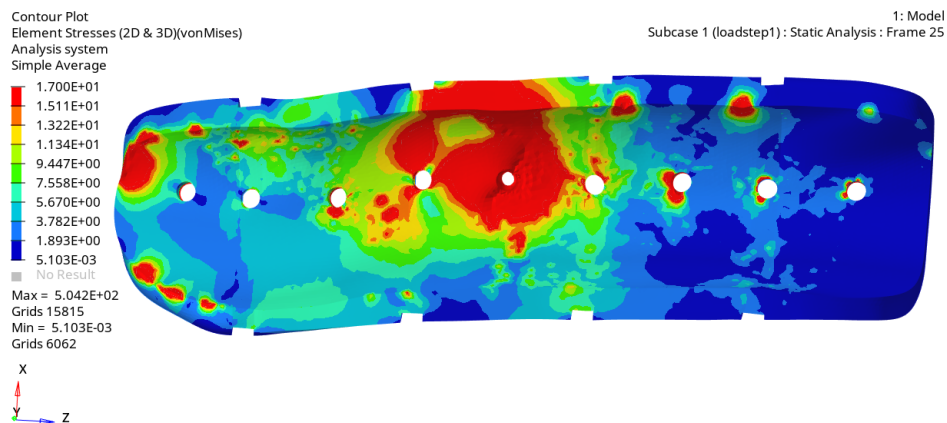 Contour Plot
Element Stresses (2D & 3D)(vonMises)
Analysis system
Simple Average
1: Model
Subcase 1 (loadstep1) : Static Analysis : Frame 25
1.700E+01
1.511E+01
1.322E+01
1.134E+01
9.447E+00
7.558E+00
5.670E+00
3.782E+00
1.893E+00
5.103E-03
No Result
Max = 5.042E+02
Grids 15815
Min = 5.103E-03
Grids 6062
X
Y
Z